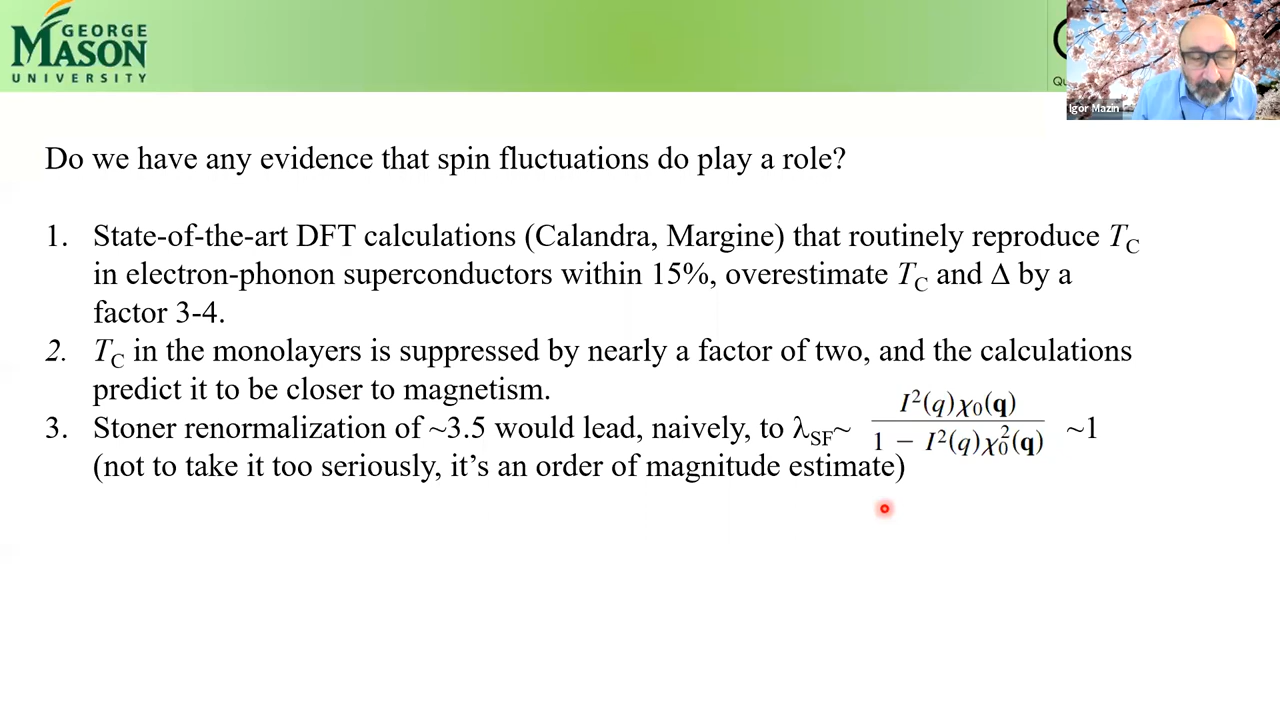 GEORGE
MASON
UNIVERSITY
Igor Mazin
Do we have any evidence that spin fluctuations do play a role?
1. State-of-the-art DFT calculations (Calandra, Margine) that routinely reproduce T_C
in electron-phonon superconductors within 15%, overestimate T_C and Δ by a
factor 3-4.
2. T_C in the monolayers is suppressed by nearly a factor of two, and the calculations
predict it to be closer to magnetism.
3. Stoner renormalization of ~3.5 would lead, naively, to λ_SF~ I²(q)χ₀(q) / 1 − I²(q)χ₀²(q) ~1
(not to take it too seriously, it's an order of magnitude estimate)